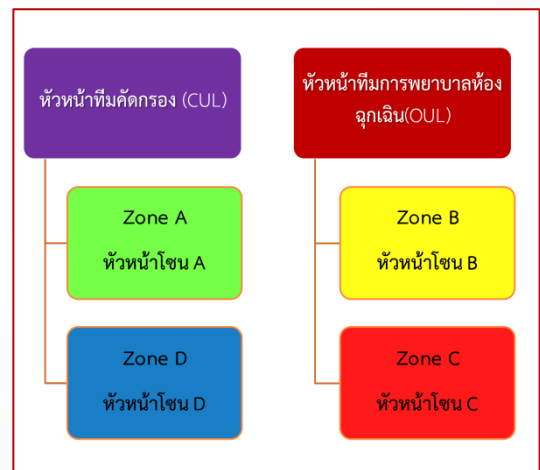 หัวหน้าทีมคัดกรอง (CUL)
Zone A
หัวหน้าโซน A
Zone D
หัวหน้าโซน D
หัวหน้าทีมการพยาบาลห้อง
ฉุกเฉิน(OUL)
Zone B
หัวหน้าโซน B
Zone C
หัวหน้าโซน C